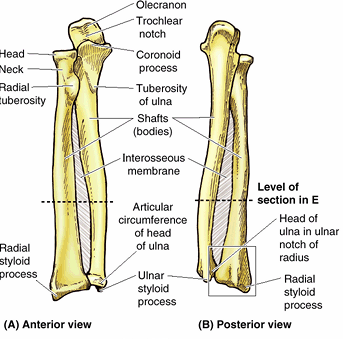 Olecranon
Trochlear
notch
Head
Neck
Radial
tuberosity
Coronoid
process
Tuberosity
of ulna
Shafts
(bodies)
Interosseous
membrane
Level of
section in E
Articular
circumference
of head
of ulna
Head of
ulna in ulnar
notch of
radius
Radial
styloid
process
Ulnar
styloid
process
Radial
styloid
process
(A) Anterior view
(B) Posterior view